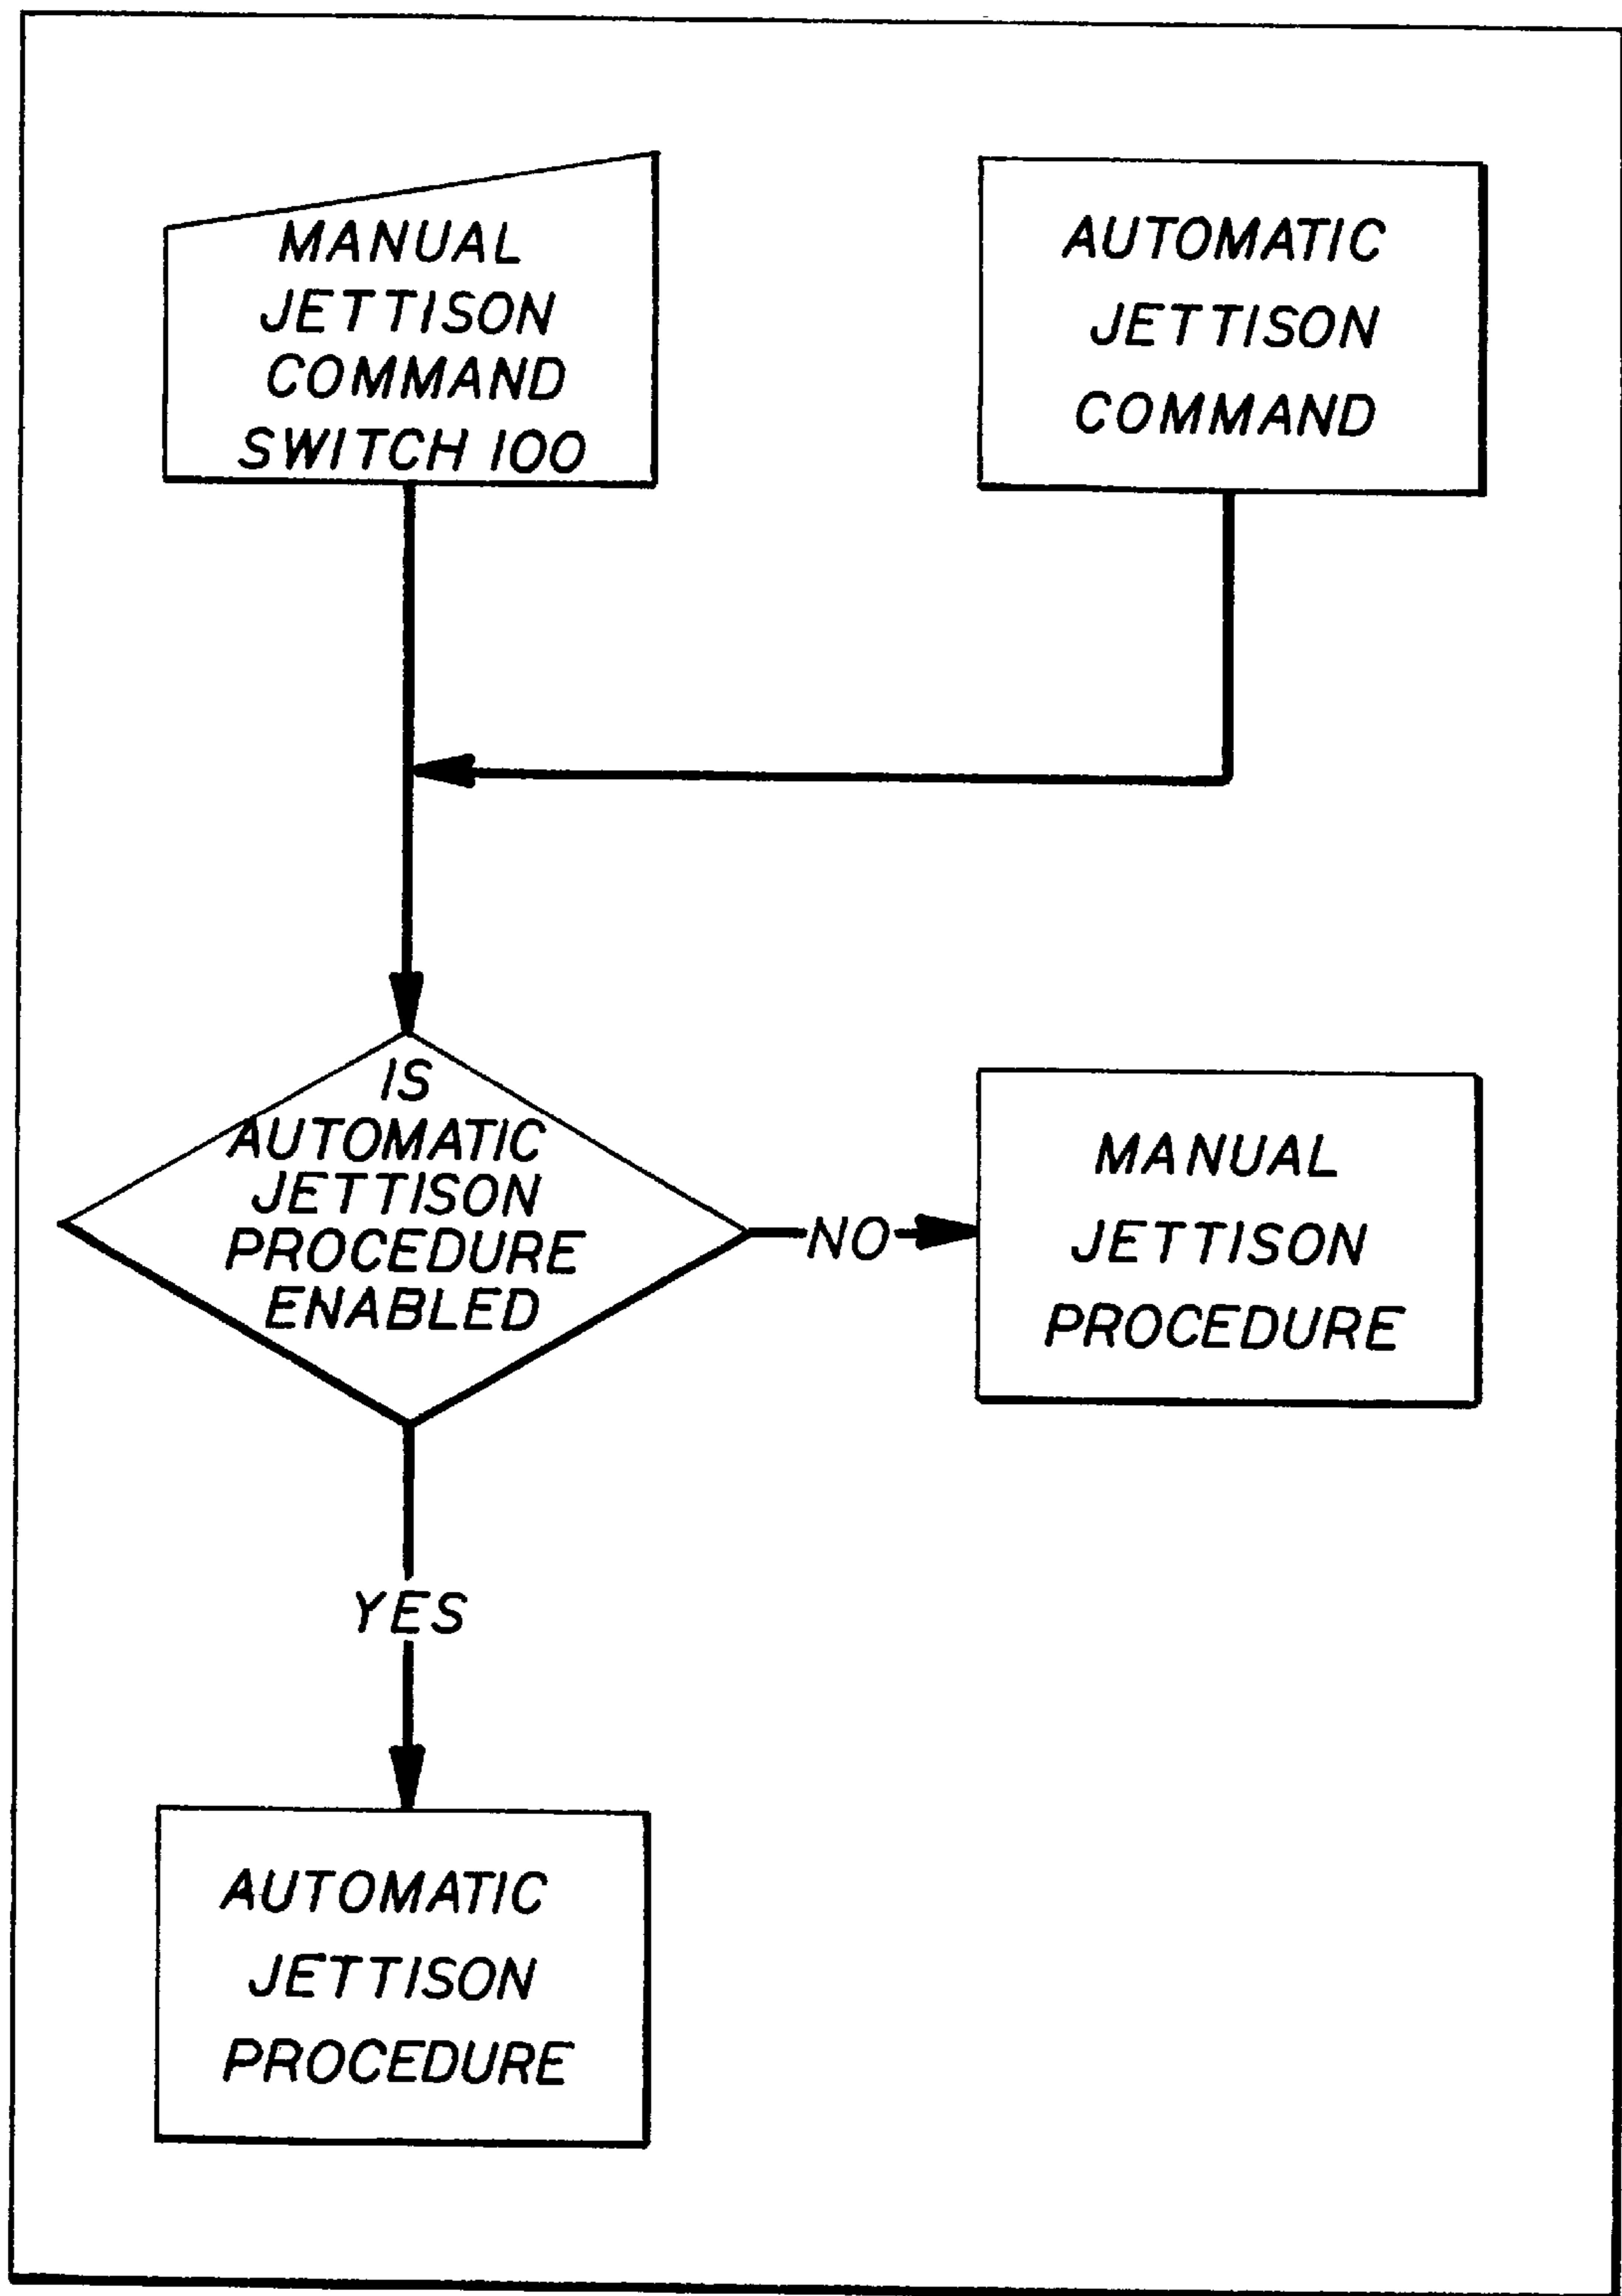 MANUAL
JETTISON
COMMAND
SWITCH 100
AUTOMATIC
JETTISON
COMMAND
IS
AUTOMATIC
JETTISON
PROCEDURE
ENABLED
NO
MANUAL
JETTISON
PROCEDURE
YES
AUTOMATIC
JETTISON
PROCEDURE